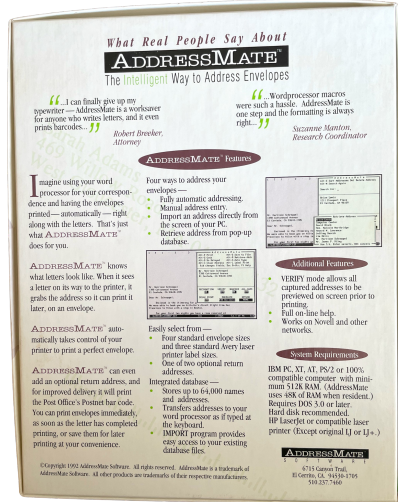 What Real People Say About
ADDRESSMATE™
The Intelligent Way to Address Envelopes
“...I can finally give up my
typewriter — AddressMate is a worksaver
for anyone who writes letters, and it even
prints barcodes...”
Robert Breeker,
Attorney
“...Wordprocessor macros
were such a hassle. AddressMate is
one step and the formatting is always
right...”
Suzanne Manton,
Research Coordinator
ADDRESSMATE™ Features
Imagine using your word
processor for your correspon-
dence and having the envelopes
printed — automatically — right
along with the letters. That's just
what ADDRESSMATE™
does for you.
ADDRESSMATE™ knows
what letters look like. When it sees
a letter on its way to the printer, it
grabs the address so it can print it
later, on an envelope.
ADDRESSMATE™ auto-
matically takes control of your
printer to print a perfect envelope.
ADDRESSMATE™ can even
add an optional return address, and
for improved delivery it will print
the Post Office's Postnet bar code.
You can print envelopes immediately,
as soon as the letter has completed
printing, or save them for later
printing at your convenience.
Four ways to address your
envelopes —
• Fully automatic addressing.
• Manual address entry.
• Import an address directly from
the screen of your PC.
• Retrieve address from pop-up
database.
Easily select from —
• Four standard envelope sizes
and three standard Avery laser
printer label sizes.
• One of two optional return
addresses.
Integrated database —
• Stores up to 64,000 names
and addresses.
• Transfers addresses to your
word processor as if typed at
the keyboard.
• IMPORT program provides
easy access to your existing
database files.
Additional Features
• VERIFY mode allows all
captured addresses to be
previewed on screen prior to
printing.
• Full on-line help.
• Works on Novell and other
networks.
System Requirements
IBM PC, XT, AT, PS/2 or 100%
compatible computer with mini-
mum 512K RAM. (AddressMate
uses 48K of RAM when resident.)
Requires DOS 3.0 or later.
Hard disk recommended.
HP LaserJet or compatible laser
printer (Except original LJ or LJ+.)
ADDRESSMATE
SOFTWARE
6715 Canyon Trail,
El Cerrito, CA 94530-1705
510.237.7460
©Copyright 1992 AddressMate Software. All rights reserved. AddressMate is a trademark of
AddressMate Software. All other products are trademarks of their respective manufacturers.